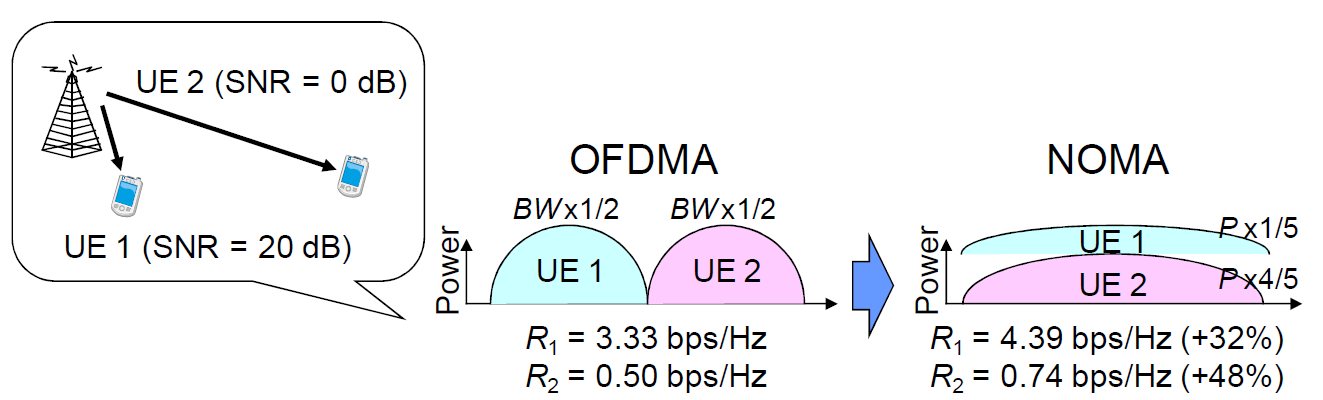 UE 2 (SNR = 0 dB)
UE 1 (SNR = 20 dB)
OFDMA
BWx1/2 BWx1/2
Power
UE 1 UE 2
R1 = 3.33 bps/Hz
R2 = 0.50 bps/Hz
NOMA
Power
UE 1 Px1/5
UE 2 Px4/5
R1 = 4.39 bps/Hz (+32%)
R2 = 0.74 bps/Hz (+48%)